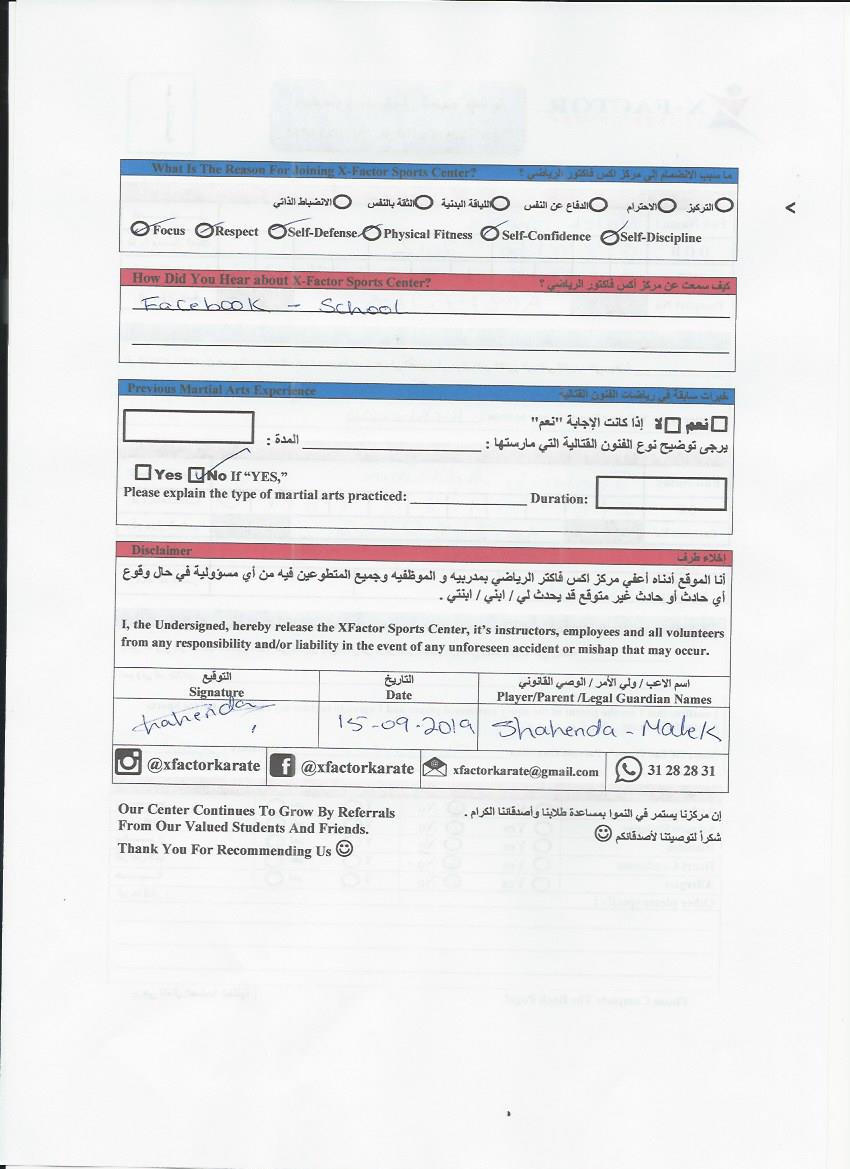 What Is The Reason For Joining X-Factor Sports Center? ما سبب الانضمام إلى مركز اكس فاكتور الرياضي ؟
التركيز الاحترام الدفاع عن النفس اللياقة البدنية الثقة بالنفس الانضباط الذاتي
Focus Respect Self-Defense Physical Fitness Self-Confidence Self-Discipline
How Did You Hear about X-Factor Sports Center? كيف سمعت عن مركز أكس فاكتور الرياضي ؟
Facebook - School
Previous Martial Arts Experience خبرات سابقة في رياضات الفنون القتالية
نعم لا إذا كانت الإجابة "نعم"
يرجى توضيح نوع الفنون القتالية التي مارستها : المدة :
Yes No If “YES,”
Please explain the type of martial arts practiced: Duration:
Disclaimer إخلاء طرف
أنا الموقع أدناه أعفي مركز اكس فاكتر الرياضي بمدربيه و الموظفيه وجميع المتطوعين فيه من أي مسؤولية في حال وقوع
أي حادث أو حادث غير متوقع قد يحدث لي / ابني / ابنتي .
I, the Undersigned, hereby release the XFactor Sports Center, it’s instructors, employees and all volunteers
from any responsibility and/or liability in the event of any unforeseen accident or mishap that may occur.
التوقيع التاريخ اسم الاعب / ولي الأمر / الوصي القانوني
Signature Date Player/Parent /Legal Guardian Names
shahenda 15-09-2019 Shahenda - Malek
@xfactorkarate @xfactorkarate xfactorkarate@gmail.com 31 28 28 31
Our Center Continues To Grow By Referrals
From Our Valued Students And Friends.
Thank You For Recommending Us
إن مركزنا يستمر في النموا بمساعدة طلابنا وأصدقائنا الكرام .
شكراً لتوصيتنا لأصدقائكم